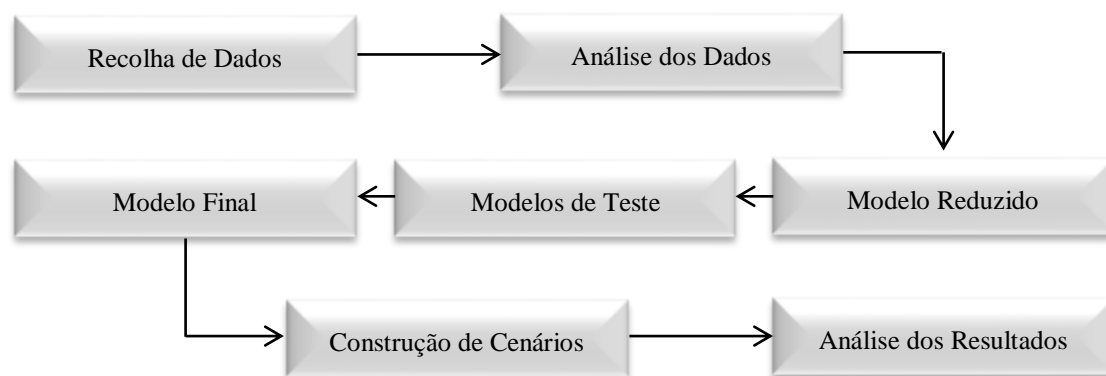 Recolha de Dados
Análise dos Dados
Modelo Final
Modelos de Teste
Modelo Reduzido
Construção de Cenários
Análise dos Resultados